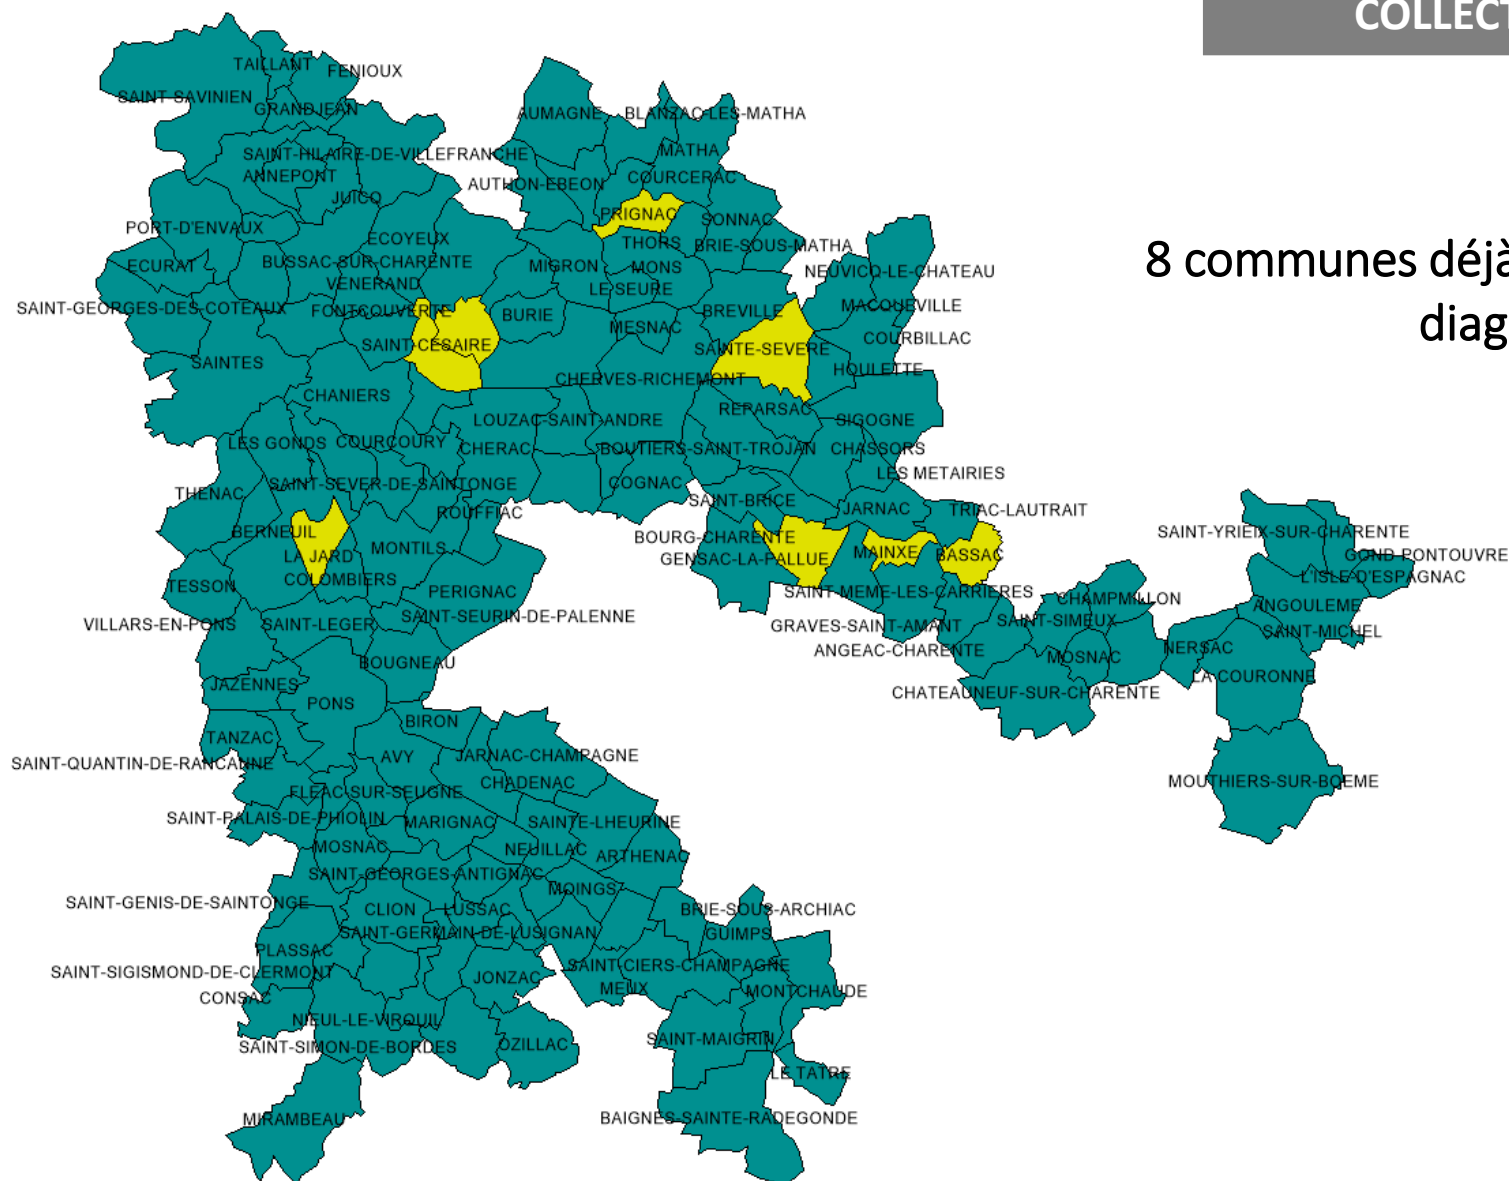 COLLECT
8 communes déjà
diag
TAILLANT
FENIOUX
SAINT-SAVINIEN
GRANDJEAN
AUMAGNE
BLANZAC-LES-MATHA
SAINT-HILAIRE-DE-VILLEFRANCHE
MATHA
ANNEPONT
COURCERAC
AUTHON-EBEON
JUICQ
PRIGNAC
SONNAC
PORT-D'ENVAUX
ECOYEUX
THORS
BRIE-SOUS-MATHA
ECURAT
BUSSAC-SUR-CHARENTE
MIGRON
MONS
NEUVICQ-LE-CHATEAU
VENERAND
LE SEURE
SAINT-GEORGES-DES-COTEAUX
FONTCOUVERTE
BURIE
BREVILLE
MACQUEVILLE
MESNAC
COURBILLAC
SAINT-CESAIRE
SAINTE-SEVERE
SAINTES
HOULETTE
CHERVES-RICHEMONT
CHANIERS
REPARSAC
LOUZAC-SAINT-ANDRE
SIGOGNE
LES GONDS
COURCOURY
CHERAC
BOUTIERS-SAINT-TROJAN
CHASSORS
LES METAIRIES
SAINT-SEVER-DE-SAINTONGE
COGNAC
THENAC
SAINT-BRICE
ROUFFIAC
JARNAC
TRIAC-LAUTRAIT
BERNEUIL
BOURG-CHARENTE
SAINT-YRIEIX-SUR-CHARENTE
LA JARD
MONTILS
GENSAC-LA-PALLUE
MAINXE
BASSAC
GOND-PONTOUVRE
COLOMBIERS
L'ISLE-D'ESPAGNAC
TESSON
PERIGNAC
SAINT-MEME-LES-CARRIERES
CHAMPMILLON
ANGOULEME
SAINT-SEURIN-DE-PALENNE
VILLARS-EN-PONS
SAINT-LEGER
GRAVES-SAINT-AMANT
SAINT-SIMEUX
SAINT-MICHEL
ANGEAC-CHARENTE
BOUGNEAU
MOSNAC
NERSAC
JAZENNES
LA COURONNE
PONS
CHATEAUNEUF-SUR-CHARENTE
BIRON
TANZAC
AVY
JARNAC-CHAMPAGNE
SAINT-QUANTIN-DE-RANCANNE
CHADENAC
MOUTHIERS-SUR-BOEME
FLEAC-SUR-SEUGNE
SAINT-PALAIS-DE-PHIOLIN
MARIGNAC
SAINTE-LHEURINE
MOSNAC
NEUILLAC
ARTHENAC
SAINT-GEORGES-ANTIGNAC
MOINGS
SAINT-GENIS-DE-SAINTONGE
CLION
LUSSAC
BRIE-SOUS-ARCHIAC
SAINT-GERMAIN-DE-LUSIGNAN
GUIMPS
PLASSAC
SAINT-SIGISMOND-DE-CLERMONT
JONZAC
SAINT-CIERS-CHAMPAGNE
CONSAC
MEUX
MONTCHAUDE
NIEUL-LE-VIROUIL
SAINT-MAIGRIN
SAINT-SIMON-DE-BORDES
OZILLAC
LE TATRE
MIRAMBEAU
BAIGNES-SAINTE-RADEGONDE